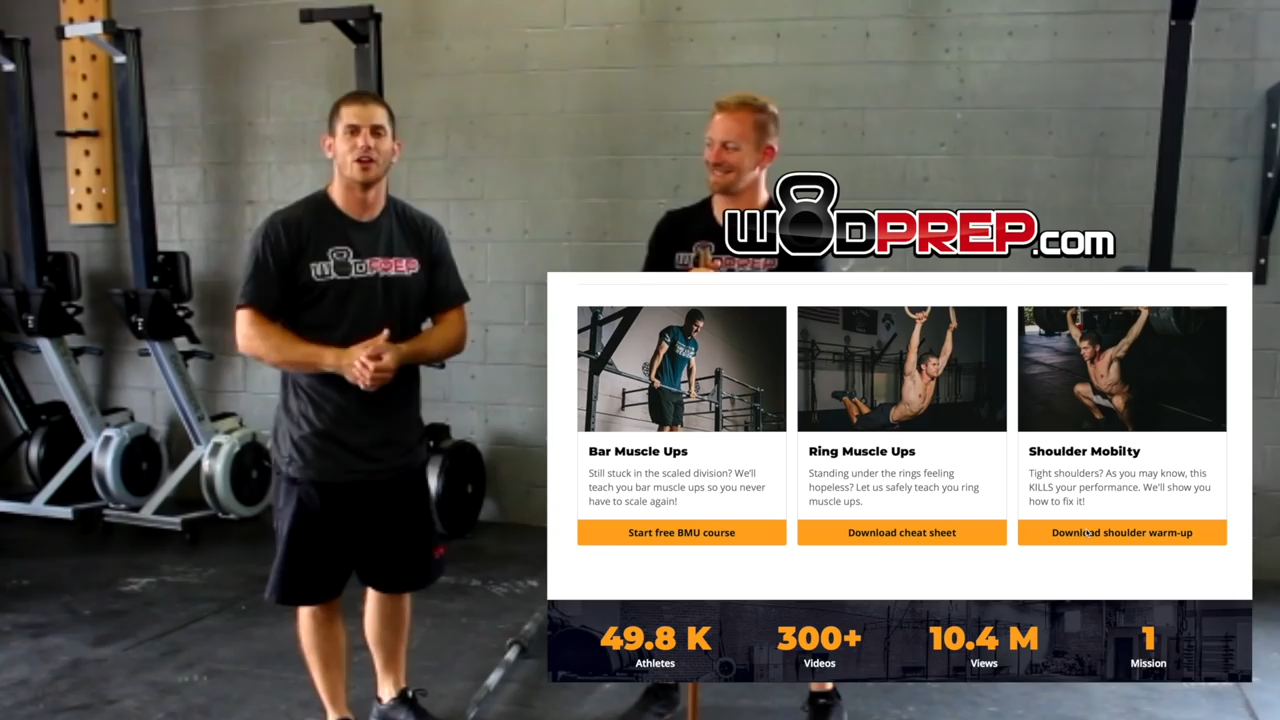 WODPREP
WODPREP
WODPREP.com
Bar Muscle Ups
Still stuck in the scaled division? We'll
teach you bar muscle ups so you never
have to scale again!
Start free BMU course
Ring Muscle Ups
Standing under the rings feeling
hopeless? Let us safely teach you ring
muscle ups.
Download cheat sheet
Shoulder Mobilty
Tight shoulders? As you may know, this
KILLS your performance. We'll show you
how to fix it!
Download shoulder warm-up
49.8 K
Athletes
300+
Videos
10.4 M
Views
1
Mission